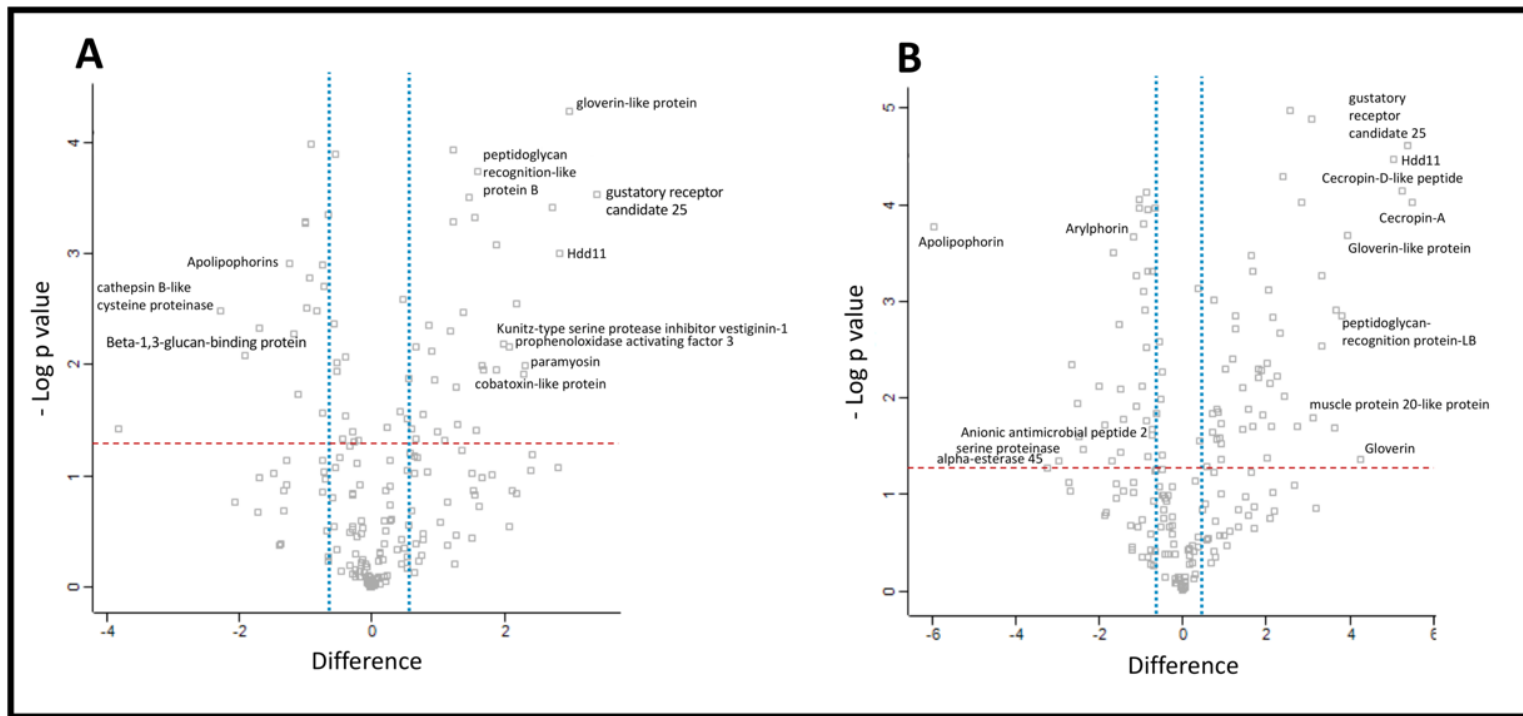 A
gloverin-like protein
peptidoglycan
recognition-like
protein B
gustatory receptor
candidate 25
Hdd11
Apolipophorins
cathepsin B-like
cysteine proteinase
Beta-1,3-glucan-binding protein
Kunitz-type serine protease inhibitor vestiginin-1
prophenoloxidase activating factor 3
paramyosin
cobatoxin-like protein
- Log p value
4
3
2
1
0
-4
-2
0
2
Difference
B
gustatory
receptor
candidate 25
Hdd11
Cecropin-D-like peptide
Cecropin-A
Gloverin-like protein
Arylphorin
Apolipophorin
peptidoglycan-
recognition protein-LB
muscle protein 20-like protein
Gloverin
Anionic antimicrobial peptide 2
serine proteinase
alpha-esterase 45
- Log p value
5
4
3
2
1
0
-6
-4
-2
0
2
4
6
Difference